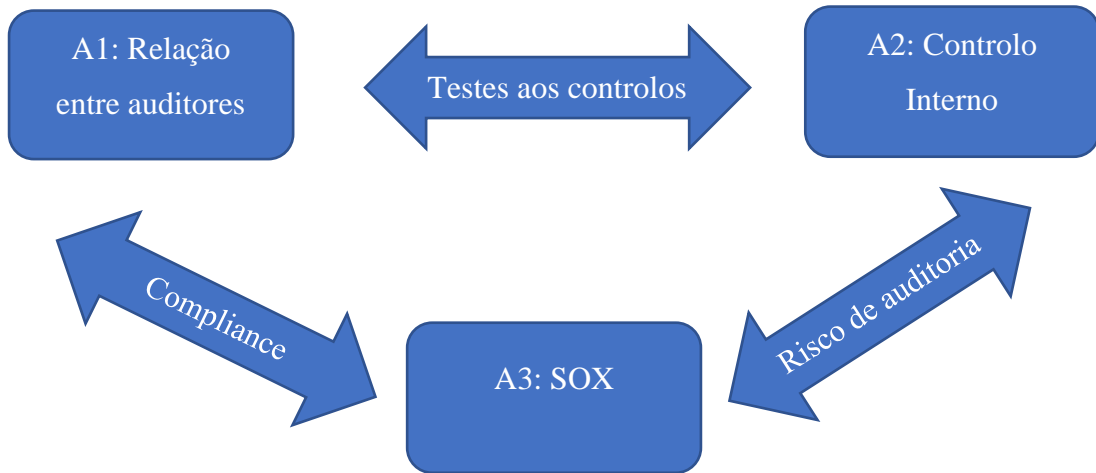 A1: Relação
entre auditores
Testes aos controlos
A2: Controlo
Interno
Compliance
Risco de auditoria
A3: SOX